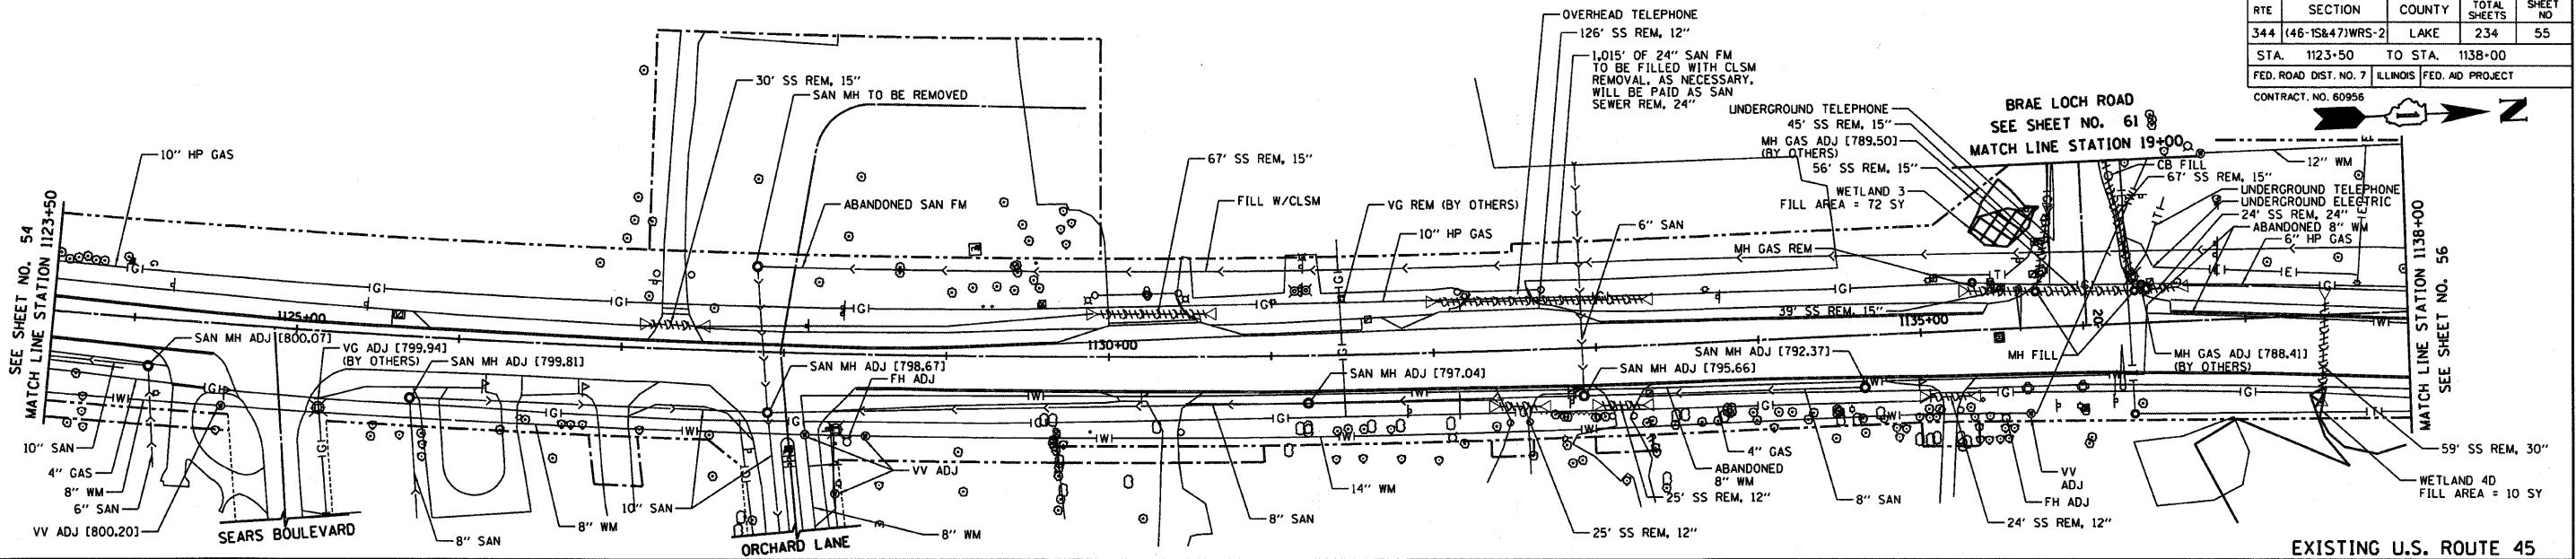 RTE SECTION COUNTY TOTAL SHEETS SHEET NO
344 (46-1S&47)WRS-2 LAKE 234 55
STA. 1123+50 TO STA. 1138+00
FED. ROAD DIST. NO. 7 ILLINOIS FED. AID PROJECT
CONTRACT. NO. 60956
N
OVERHEAD TELEPHONE
126' SS REM, 12"
1,015' OF 24" SAN FM
TO BE FILLED WITH CLSM
REMOVAL, AS NECESSARY,
WILL BE PAID AS SAN
SEWER REM, 24"
30' SS REM, 15"
SAN MH TO BE REMOVED
UNDERGROUND TELEPHONE
45' SS REM, 15"
MH GAS ADJ [789.50]
(BY OTHERS)
56' SS REM, 15"
WETLAND 3
FILL AREA = 72 SY
BRAE LOCH ROAD
SEE SHEET NO. 61
MATCH LINE STATION 19+00
CB FILL
12" WM
67' SS REM, 15"
UNDERGROUND TELEPHONE
UNDERGROUND ELECTRIC
24' SS REM, 24"
ABANDONED 8" WM
6" HP GAS
10" HP GAS
67' SS REM, 15"
ABANDONED SAN FM
FILL W/CLSM
VG REM (BY OTHERS)
10" HP GAS
6" SAN
MH GAS REM
SEE SHEET NO. 54
MATCH LINE STATION 1123+50
1125+00
1130+00
1135+00
20
39' SS REM, 15"
MH FILL
MH GAS ADJ [788.41]
(BY OTHERS)
MATCH LINE STATION 1138+00
SEE SHEET NO. 56
SAN MH ADJ [800.07]
VG ADJ [799.94]
(BY OTHERS)
SAN MH ADJ [799.81]
SAN MH ADJ [798.67]
FH ADJ
SAN MH ADJ [797.04]
SAN MH ADJ [795.66]
SAN MH ADJ [792.37]
10" SAN
4" GAS
8" WM
6" SAN
VV ADJ [800.20]
SEARS BOULEVARD
8" SAN
8" WM
10" SAN
ORCHARD LANE
VV ADJ
8" WM
8" SAN
14" WM
25' SS REM, 12"
4" GAS
ABANDONED
8" WM
25' SS REM, 12"
8" SAN
VV
ADJ
FH ADJ
24' SS REM, 12"
59' SS REM, 30"
WETLAND 4D
FILL AREA = 10 SY
EXISTING U.S. ROUTE 45